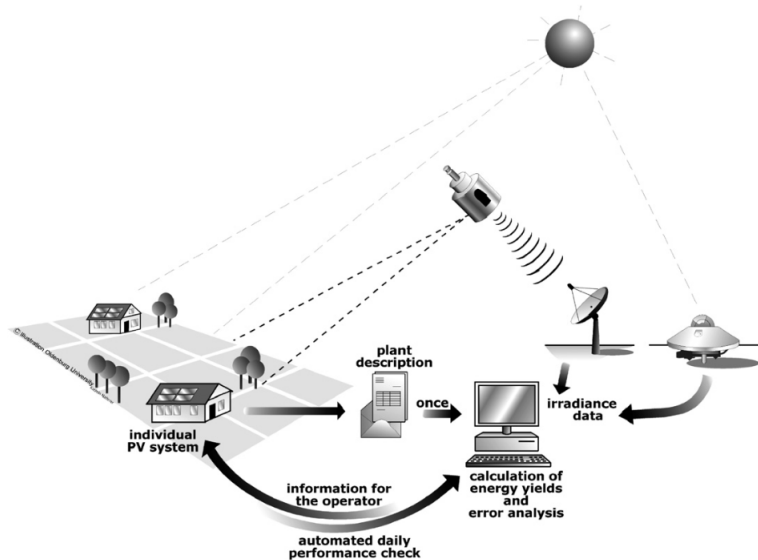 © Illustration Oldenburg University
plant
description
once
irradiance
data
individual
PV system
calculation of
energy yields
and
error analysis
information for
the operator
automated daily
performance check